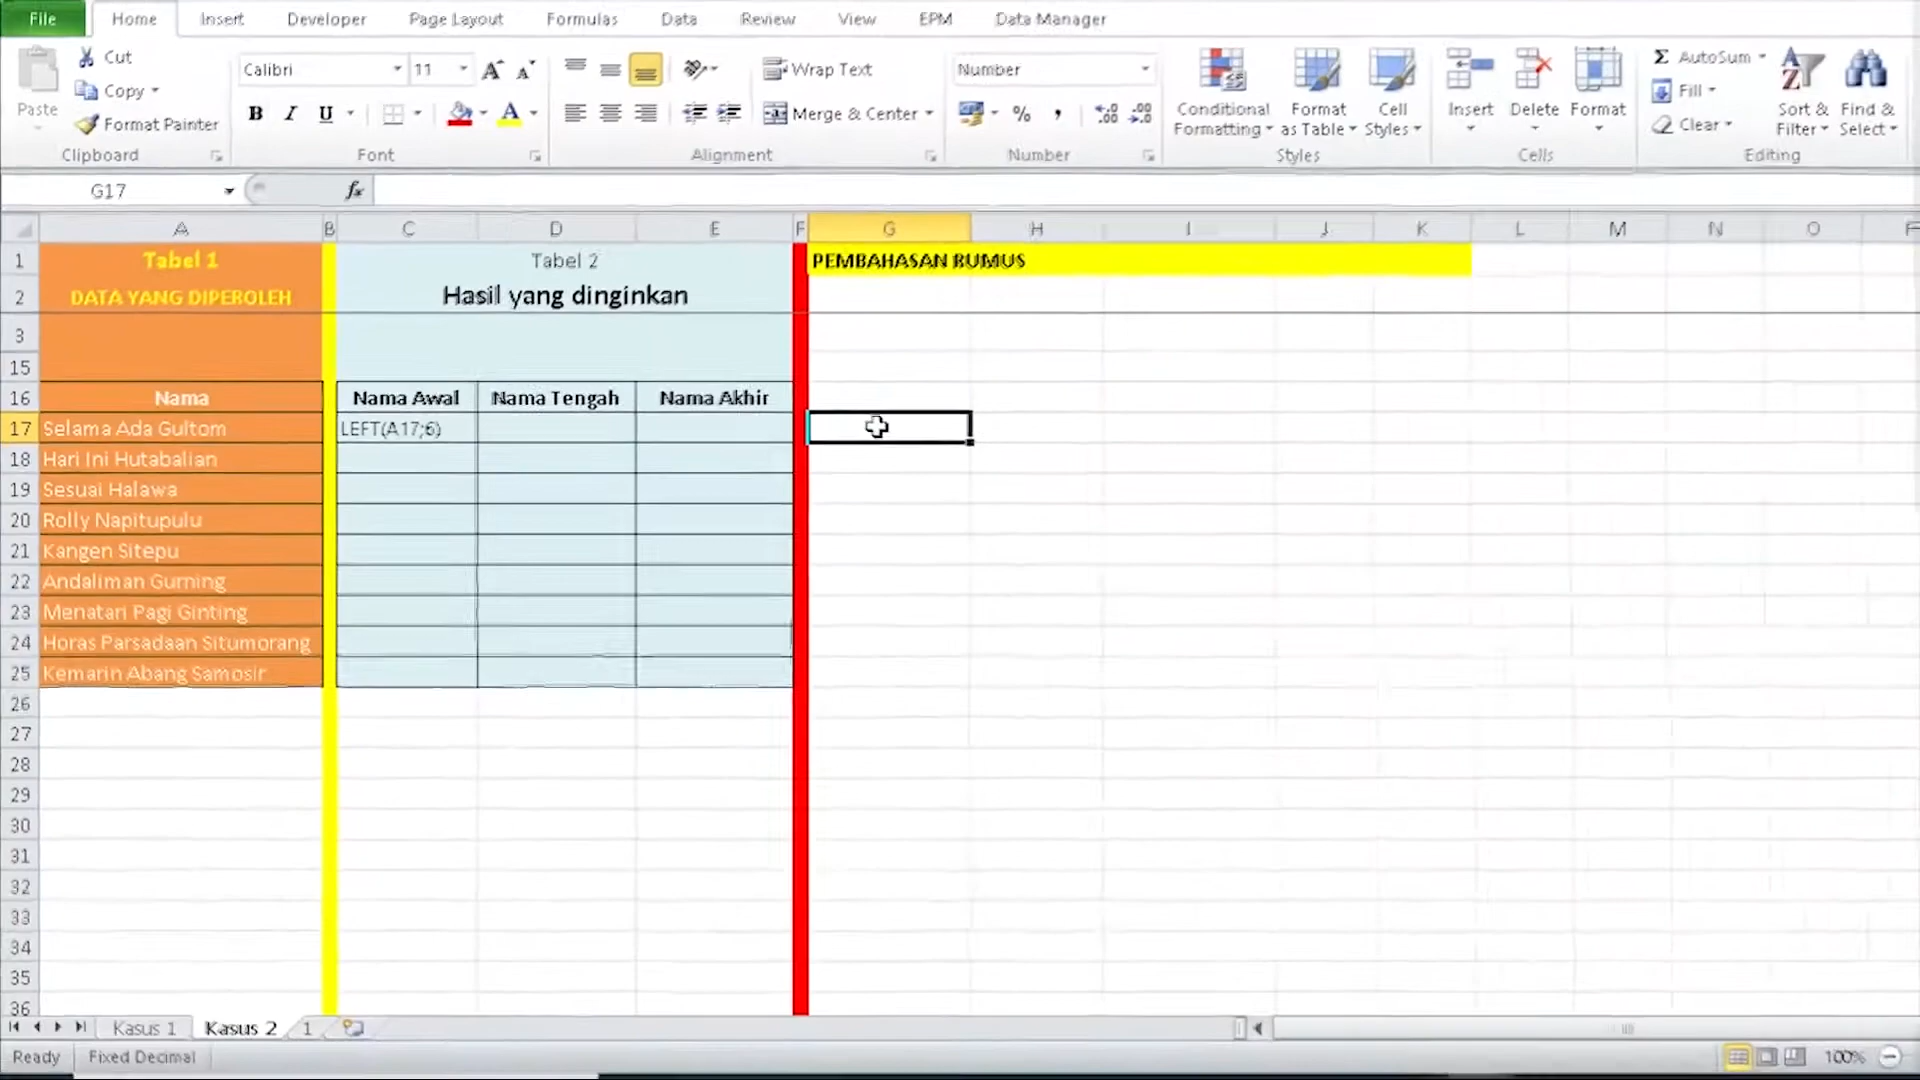 File Home Insert Developer Page Layout Formulas Data Review View EPM Data Manager
Paste
Cut
Copy
Format Painter
Clipboard
Calibri 11
B I U A
Font
Wrap Text
Merge & Center
Alignment
Number
% ,
Number
Conditional Formatting
Format as Table
Cell Styles
Styles
Insert Delete Format
Cells
Σ AutoSum
Fill
Clear
Sort & Filter
Find & Select
Editing
G17 fx
A B C D E F G H I J K L M N O
1 Tabel 1 Tabel 2 PEMBAHASAN RUMUS
2 DATA YANG DIPEROLEH Hasil yang dinginkan
3
15
16 Nama Nama Awal Nama Tengah Nama Akhir
17 Selama Ada Gultom LEFT(A17;6)
18 Hari Ini Hutabalian
19 Sesuai Halawa
20 Rolly Napitupulu
21 Kangen Sitepu
22 Andaliman Gurning
23 Menatari Pagi Ginting
24 Horas Parsadaan Situmorang
25 Kemarin Abang Samosir
26
27
28
29
30
31
32
33
34
35
36
Kasus 1 Kasus 2 1
Ready Fixed Decimal 100%